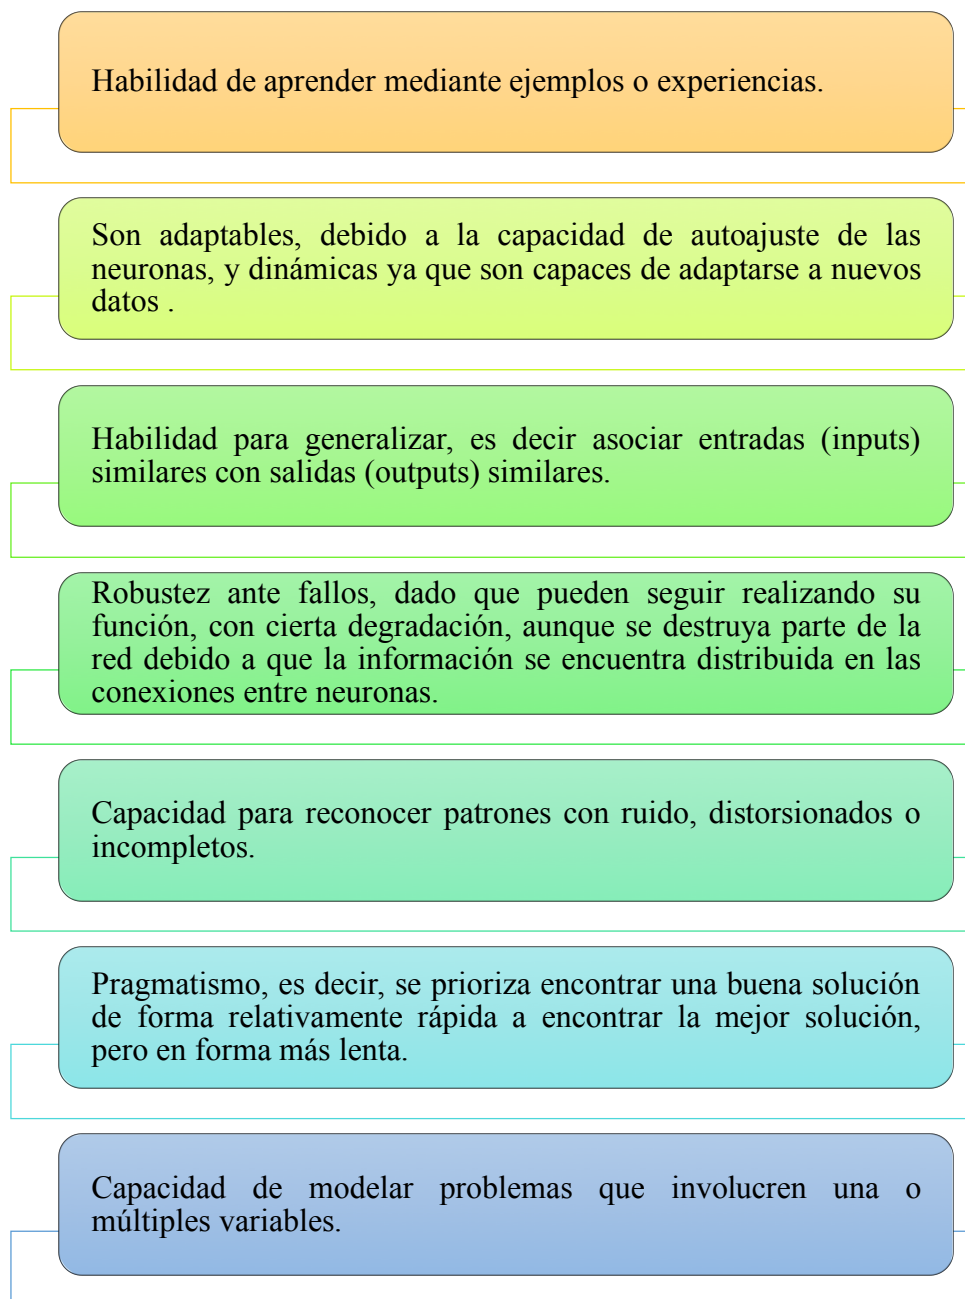 Habilidad de aprender mediante ejemplos o experiencias.
Son adaptables, debido a la capacidad de autoajuste de las
neuronas, y dinámicas ya que son capaces de adaptarse a nuevos
datos .
Habilidad para generalizar, es decir asociar entradas (inputs)
similares con salidas (outputs) similares.
Robustez ante fallos, dado que pueden seguir realizando su
función, con cierta degradación, aunque se destruya parte de la
red debido a que la información se encuentra distribuida en las
conexiones entre neuronas.
Capacidad para reconocer patrones con ruido, distorsionados o
incompletos.
Pragmatismo, es decir, se prioriza encontrar una buena solución
de forma relativamente rápida a encontrar la mejor solución,
pero en forma más lenta.
Capacidad de modelar problemas que involucren una o
múltiples variables.